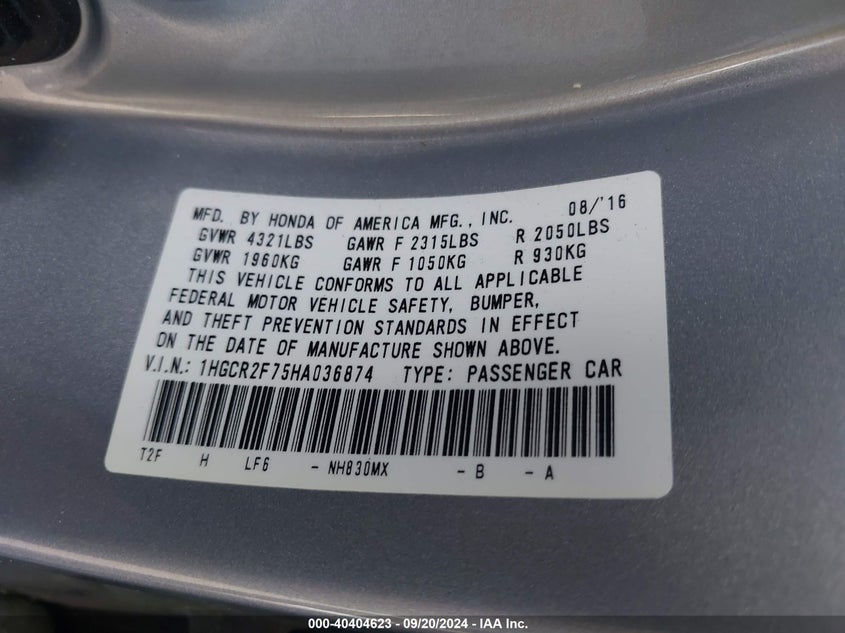 MFD. BY HONDA OF AMERICA MFG., INC. 08/'16
GVWR 4321LBS GAWR F 2315LBS R 2050LBS
GVWR 1960KG GAWR F 1050KG R 930KG
THIS VEHICLE CONFORMS TO ALL APPLICABLE
FEDERAL MOTOR VEHICLE SAFETY, BUMPER,
AND THEFT PREVENTION STANDARDS IN EFFECT
ON THE DATE OF MANUFACTURE SHOWN ABOVE.
V.I.N.: 1HGCR2F75HA036874 TYPE: PASSENGER CAR
T2F H LF6 - NH830MX - B - A
000-40404623 - 09/20/2024 - IAA Inc.